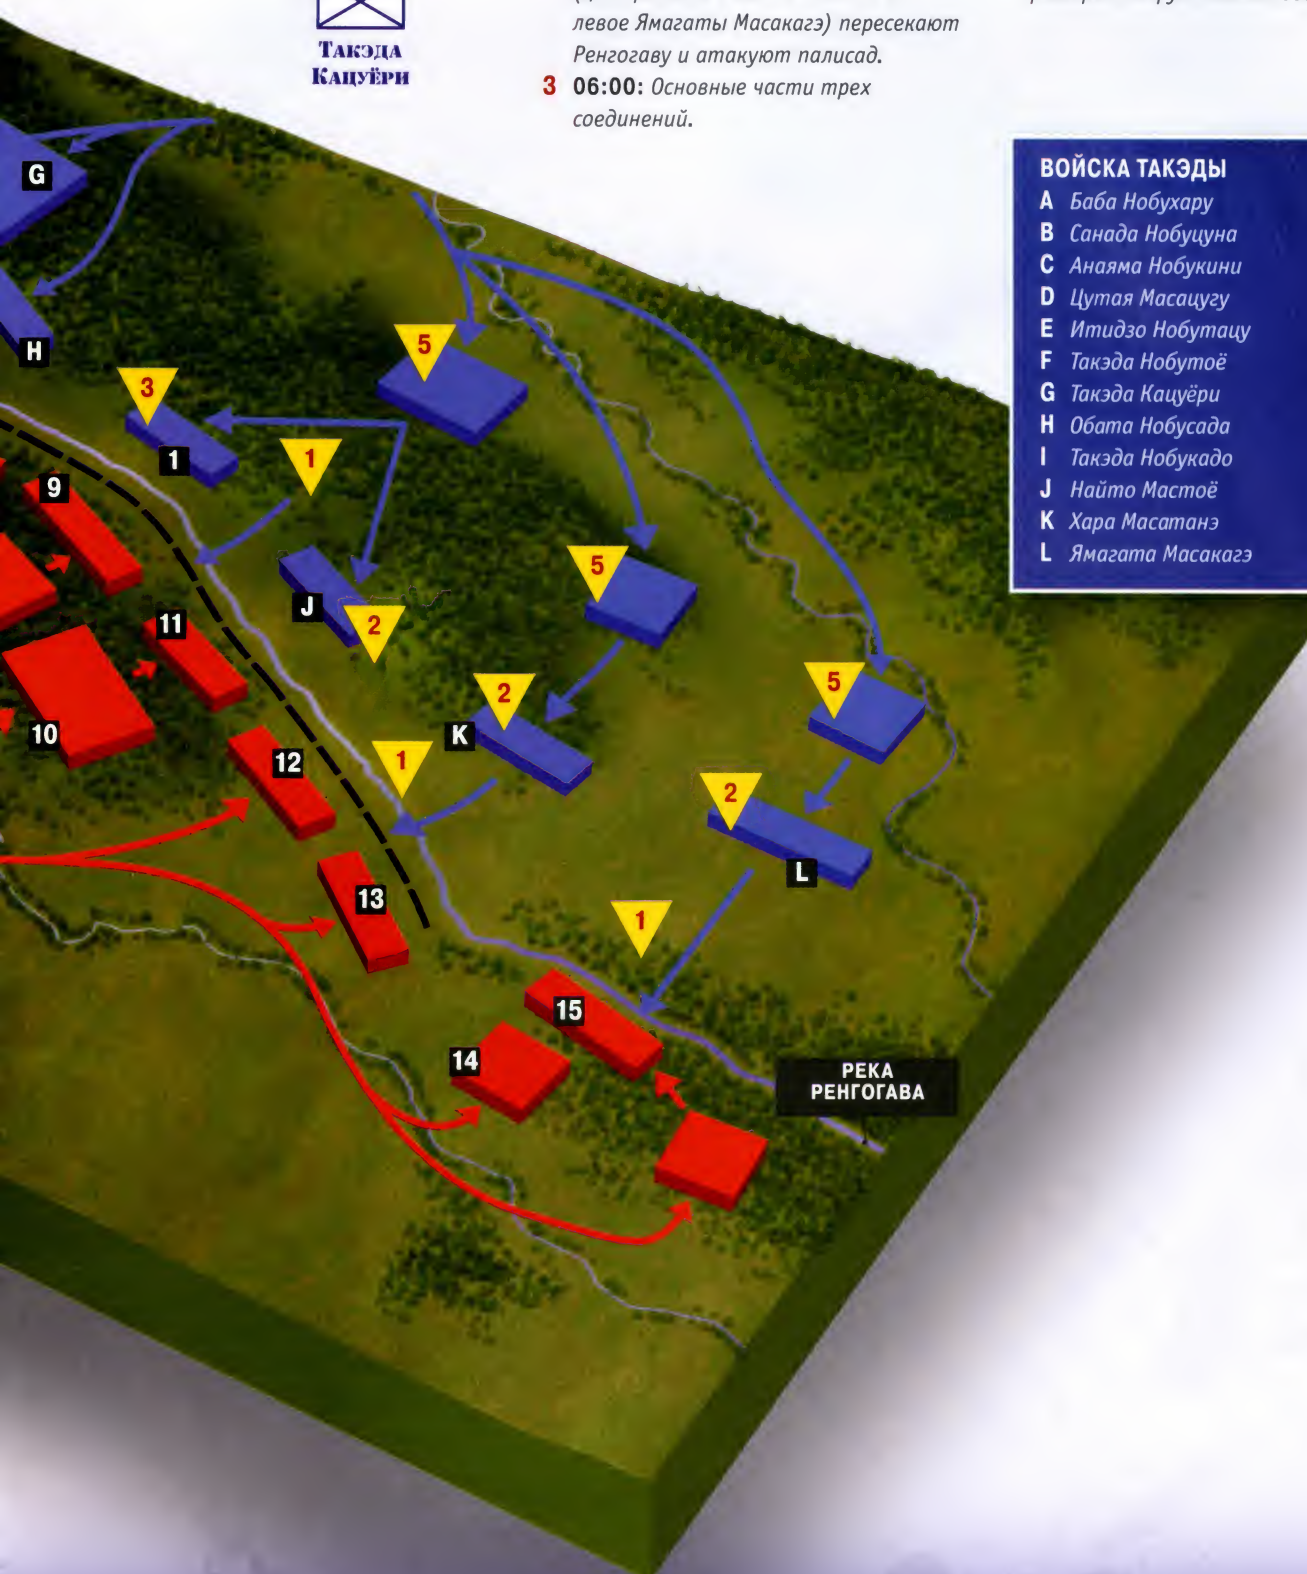 левое Ямагаты Масакагэ) пересекают
Ренгогаву и атакуют палисад.
3 06:00: Основные части трех
соединений.
ТАКЭДА
КАЦУЁРИ
ВОЙСКА ТАКЭДЫ
A Баба Нобухару
B Санада Нобуцуна
C Анаяма Нобукини
D Цутая Масацугу
E Итидзо Нобутацу
F Такэда Нобутоё
G Такэда Кацуёри
H Обата Нобусада
I Такэда Нобукадо
J Найто Мастоё
K Хара Масатанэ
L Ямагата Масакагэ
G
H
5
3
1
1
9
J
2
5
11
10
2
K
12
1
5
2
L
13
1
15
14
РЕКА
РЕНГОГАВА